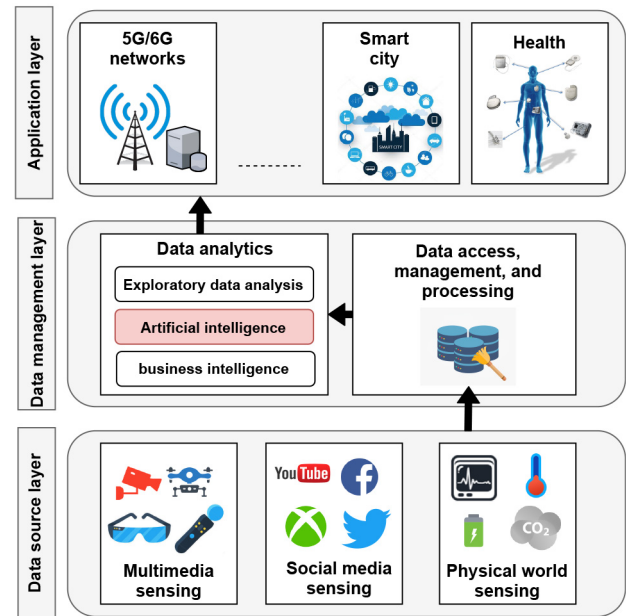 Application layer
5G/6G
networks
Smart
city
SMART CITY
Health
Data management layer
Data analytics
Exploratory data analysis
Artificial intelligence
business intelligence
Data access,
management, and
processing
Data source layer
Multimedia
sensing
YouTube
Social media
sensing
CO2
Physical world
sensing